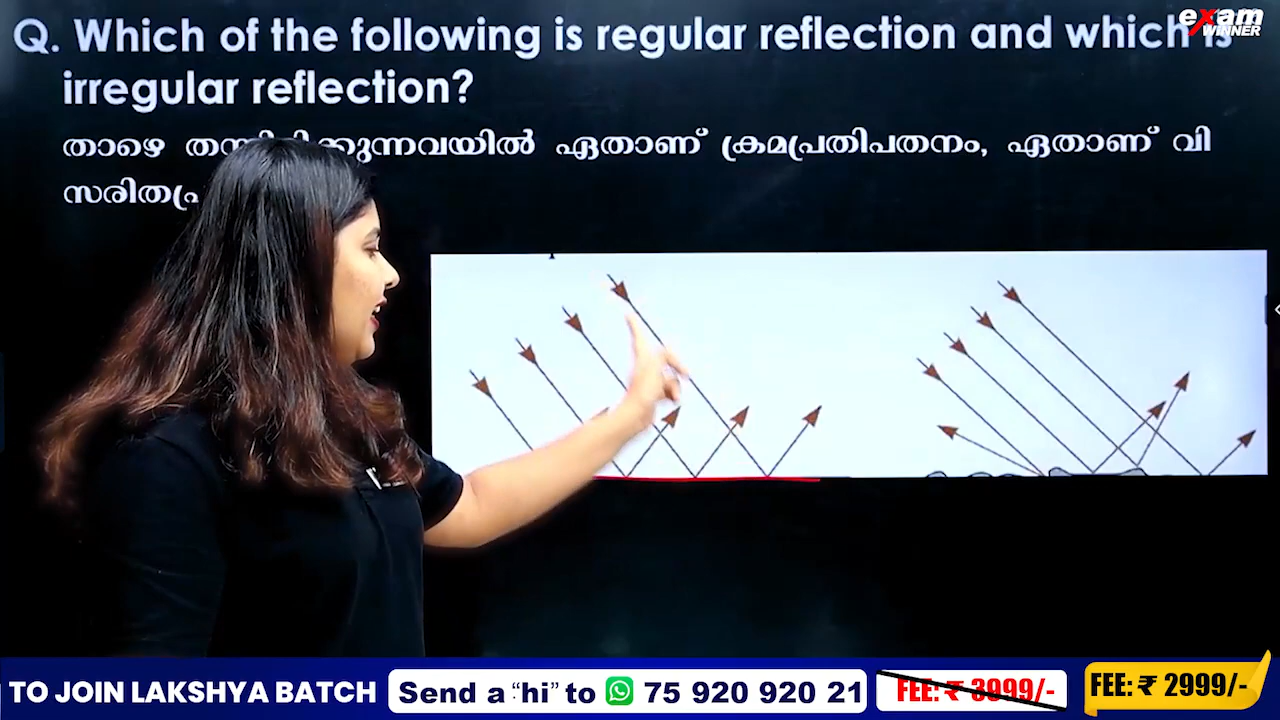 Q. Which of the following is regular reflection and which is
irregular reflection?
താഴെ ഏതാണ് ക്രമപ്രതിപതനം, ഏതാണ് വി
exam
WINNER
TO JOIN LAKSHYA BATCH
Send a “hi” to 75 920 920 21
FEE: ₹ 3999/-
FEE: ₹ 2999/-